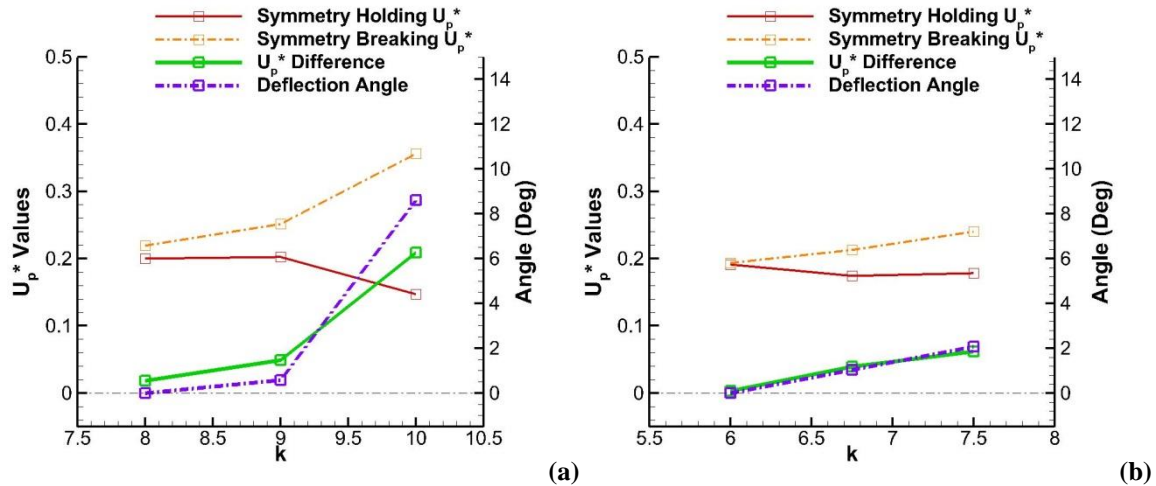 Symmetry Holding Up*
Symmetry Breaking Up*
Up* Difference
Deflection Angle
0.5
0.4
0.3
0.2
0.1
0
Up* Values
14
12
10
8
6
4
2
0
Angle (Deg)
7.5 8 8.5 9 9.5 10 10.5
k
(a)
Symmetry Holding Up*
Symmetry Breaking Up*
Up* Difference
Deflection Angle
0.5
0.4
0.3
0.2
0.1
0
Up* Values
14
12
10
8
6
4
2
0
Angle (Deg)
5.5 6 6.5 7 7.5 8
k
(b)